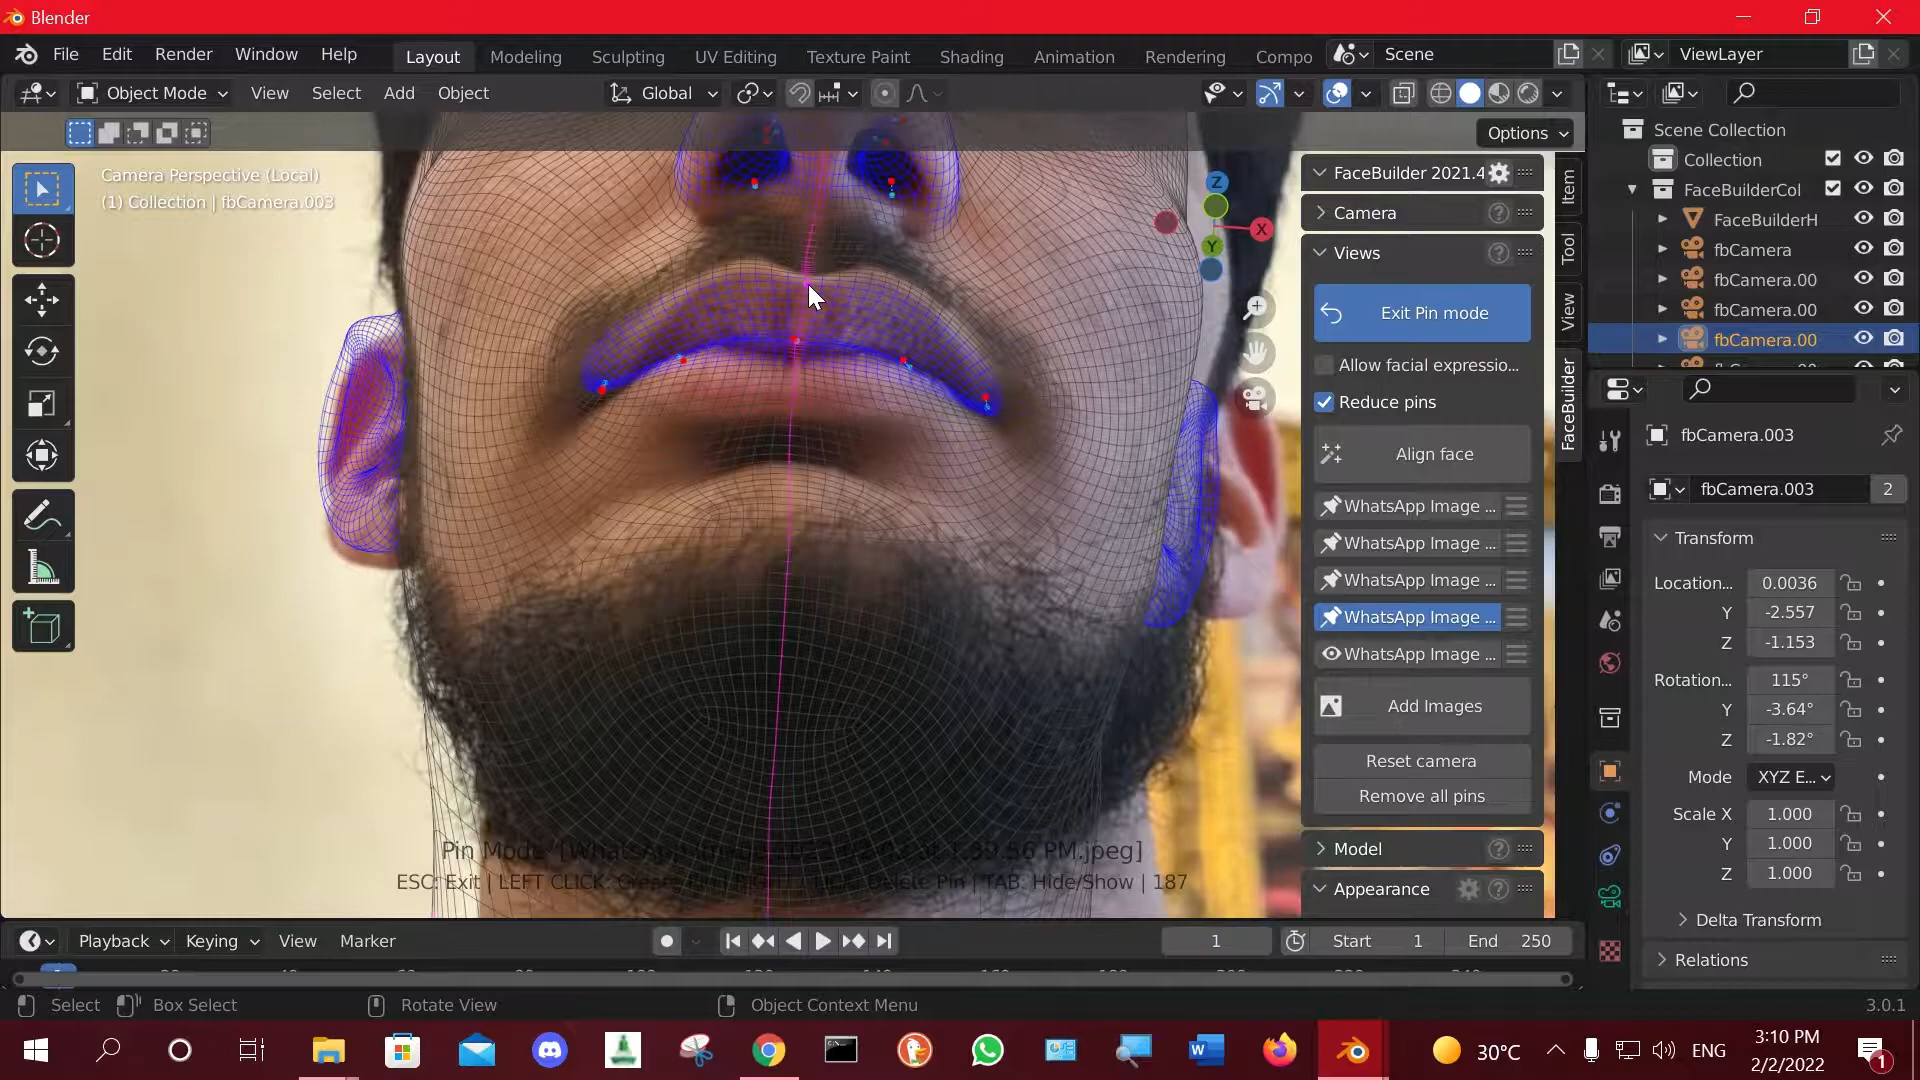 Blender
File Edit Render Window Help Layout Modeling Sculpting UV Editing Texture Paint Shading Animation Rendering Compo Scene ViewLayer
Object Mode View Select Add Object Global
Options
Camera Perspective (Local)
(1) Collection | fbCamera.003
Z
X
Y
FaceBuilder 2021.4
Camera
Views
Exit Pin mode
Allow facial expressio...
Reduce pins
Align face
WhatsApp Image ...
WhatsApp Image ...
WhatsApp Image ...
WhatsApp Image ...
WhatsApp Image ...
Add Images
Reset camera
Remove all pins
Model
Appearance
Item
Tool
View
FaceBuilder
Scene Collection
Collection
FaceBuilderCol
FaceBuilderH
fbCamera
fbCamera.00
fbCamera.00
fbCamera.00
fbCamera.003
fbCamera.003 2
Transform
Location... 0.0036
Y -2.557
Z -1.153
Rotation... 115°
Y -3.64°
Z -1.82°
Mode XYZ E...
Scale X 1.000
Y 1.000
Z 1.000
Delta Transform
Relations
Pin Mode PM.jpeg]
ESC: Exit | LEFT CLICK: Delete Pin | TAB: Hide/Show | 187
Playback Keying View Marker 1 Start 1 End 250
Select Box Select Rotate View Object Context Menu 3.0.1
30°C ENG 3:10 PM
2/2/2022 1